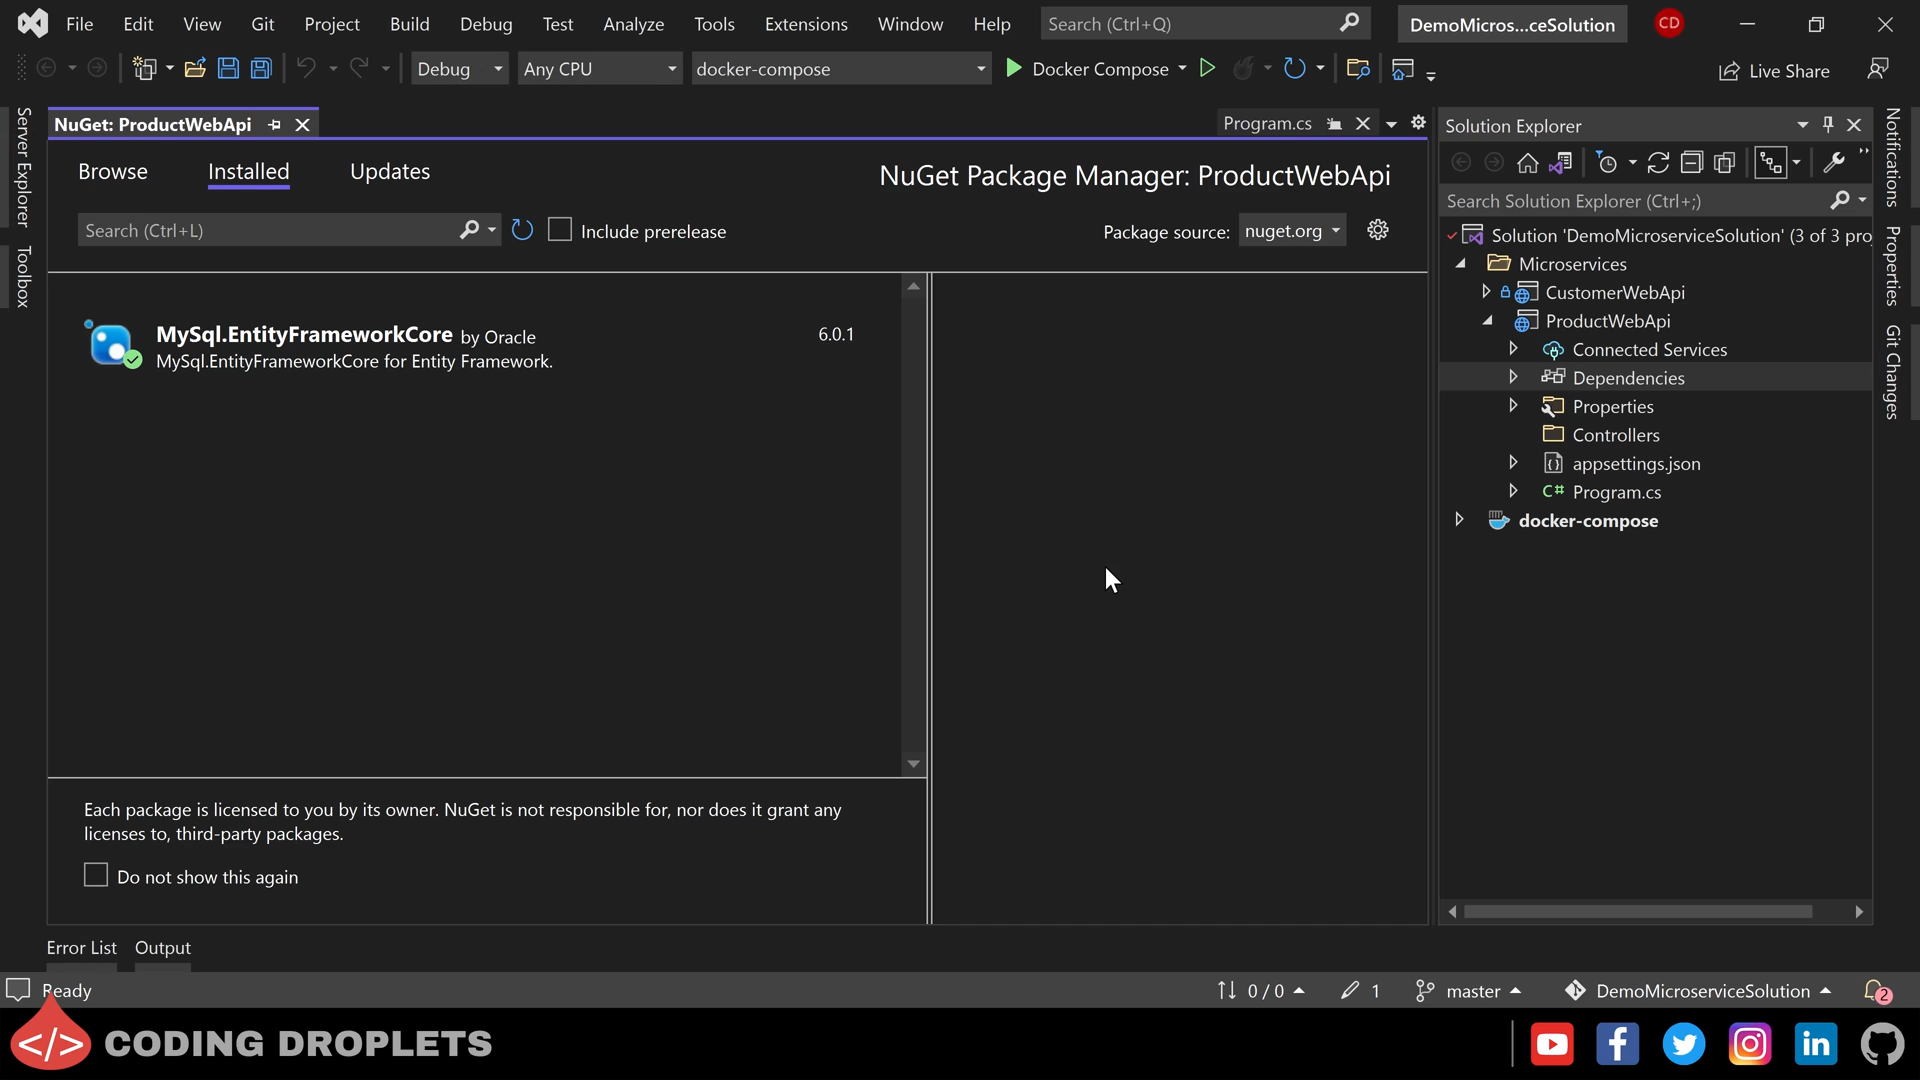 File Edit View Git Project Build Debug Test Analyze Tools Extensions Window Help Search (Ctrl+Q) DemoMicros...ceSolution CD
Debug Any CPU docker-compose Docker Compose Live Share
Server Explorer
Toolbox
NuGet: ProductWebApi Program.cs
Browse Installed Updates NuGet Package Manager: ProductWebApi
Search (Ctrl+L) Include prerelease Package source: nuget.org
MySql.EntityFrameworkCore by Oracle 6.0.1
MySql.EntityFrameworkCore for Entity Framework.
Each package is licensed to you by its owner. NuGet is not responsible for, nor does it grant any
licenses to, third-party packages.
Do not show this again
Solution Explorer
Search Solution Explorer (Ctrl+;)
Solution 'DemoMicroserviceSolution' (3 of 3 pro
Microservices
CustomerWebApi
ProductWebApi
Connected Services
Dependencies
Properties
Controllers
appsettings.json
C# Program.cs
docker-compose
Notifications
Properties
Git Changes
Error List Output
Ready 0 / 0 1 master DemoMicroserviceSolution 2
</> CODING DROPLETS